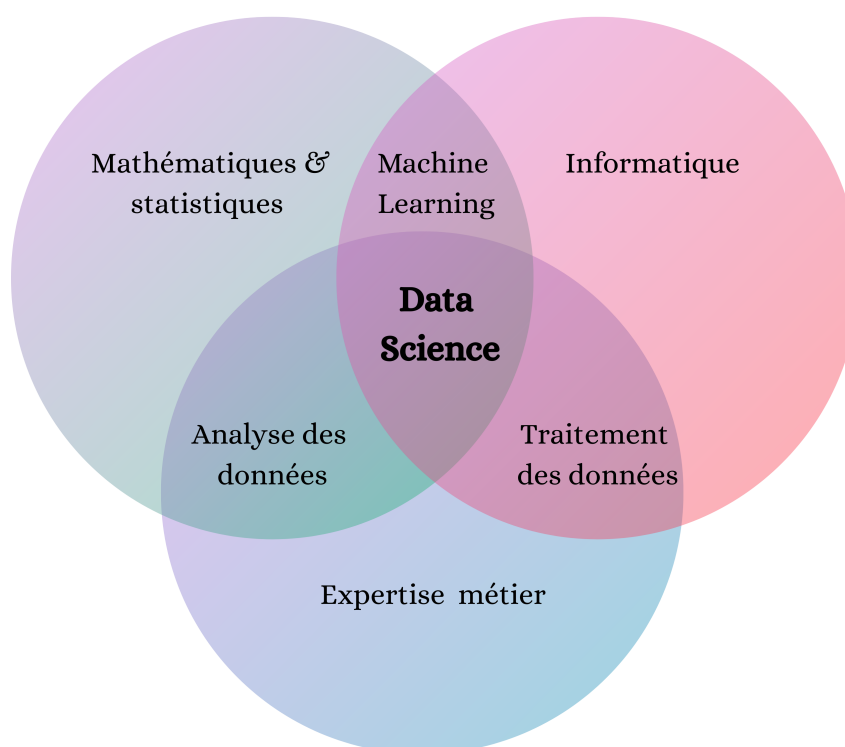 Mathématiques &
statistiques
Machine
Learning
Informatique
Data
Science
Analyse des
données
Traitement
des données
Expertise métier